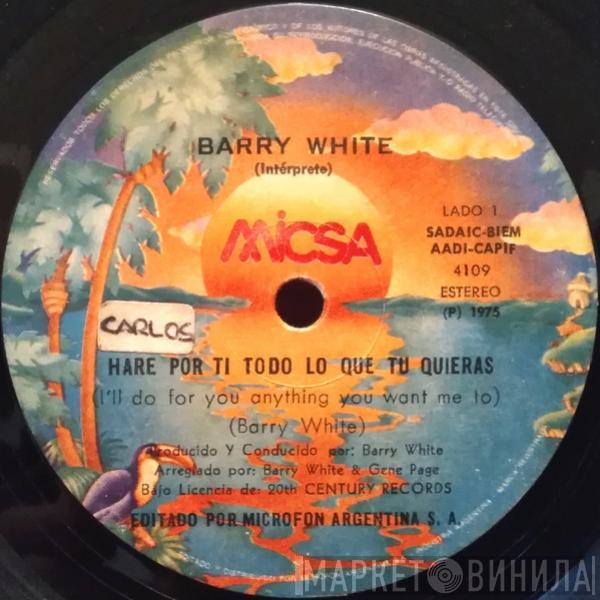 BARRY WHITE
(Intérprete)
MICSA
LADO 1
SADAIC-BIEM
AADI-CAPIF
4109
ESTEREO
(P) 1975
CARLOS
HARE POR TI TODO LO QUE TU QUIERAS
(I'll do for you anything you want me to)
(Barry White)
Producido Y Conducido por: Barry White
Arreglado por: Barry White & Gene Page
Bajo Licencia de: 20th CENTURY RECORDS
EDITADO POR MICROFON ARGENTINA S. A.
МАРКЕТ ВИНИЛА